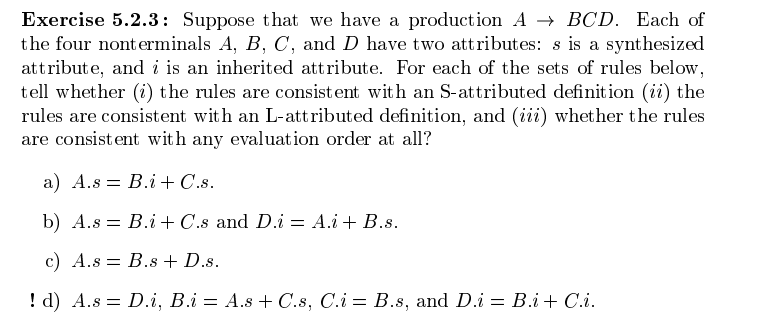 Exercise 5.2.3: Suppose that we have a production A → BCD. Each of
the four nonterminals A, B, C, and D have two attributes: s is a synthesized
attribute, and i is an inherited attribute. For each of the sets of rules below,
tell whether (i) the rules are consistent with an S-attributed definition (ii) the
rules are consistent with an L-attributed definition, and (iii) whether the rules
are consistent with any evaluation order at all?
a) A.s = B.i + C.s.
b) A.s = B.i + C.s and D.i = A.i + B.s.
c) A.s = B.s + D.s.
! d) A.s = D.i, B.i = A.s + C.s, C.i = B.s, and D.i = B.i + C.i.